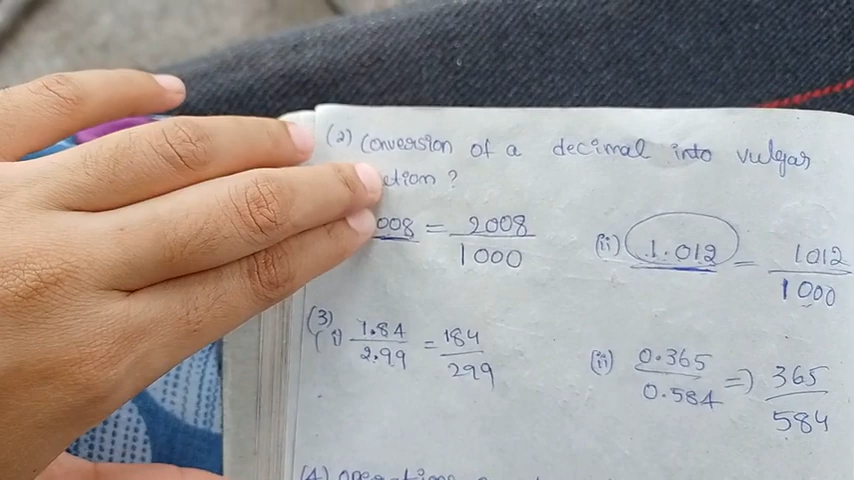 (2) Conversion of a decimal into vulgar
ction ?
008 = 2008/1000 (ii) 1.012 = 1012/1000
(3)
(i) 1.84/2.99 = 184/299 (ii) 0.365/0.584 => 365/584
(4)